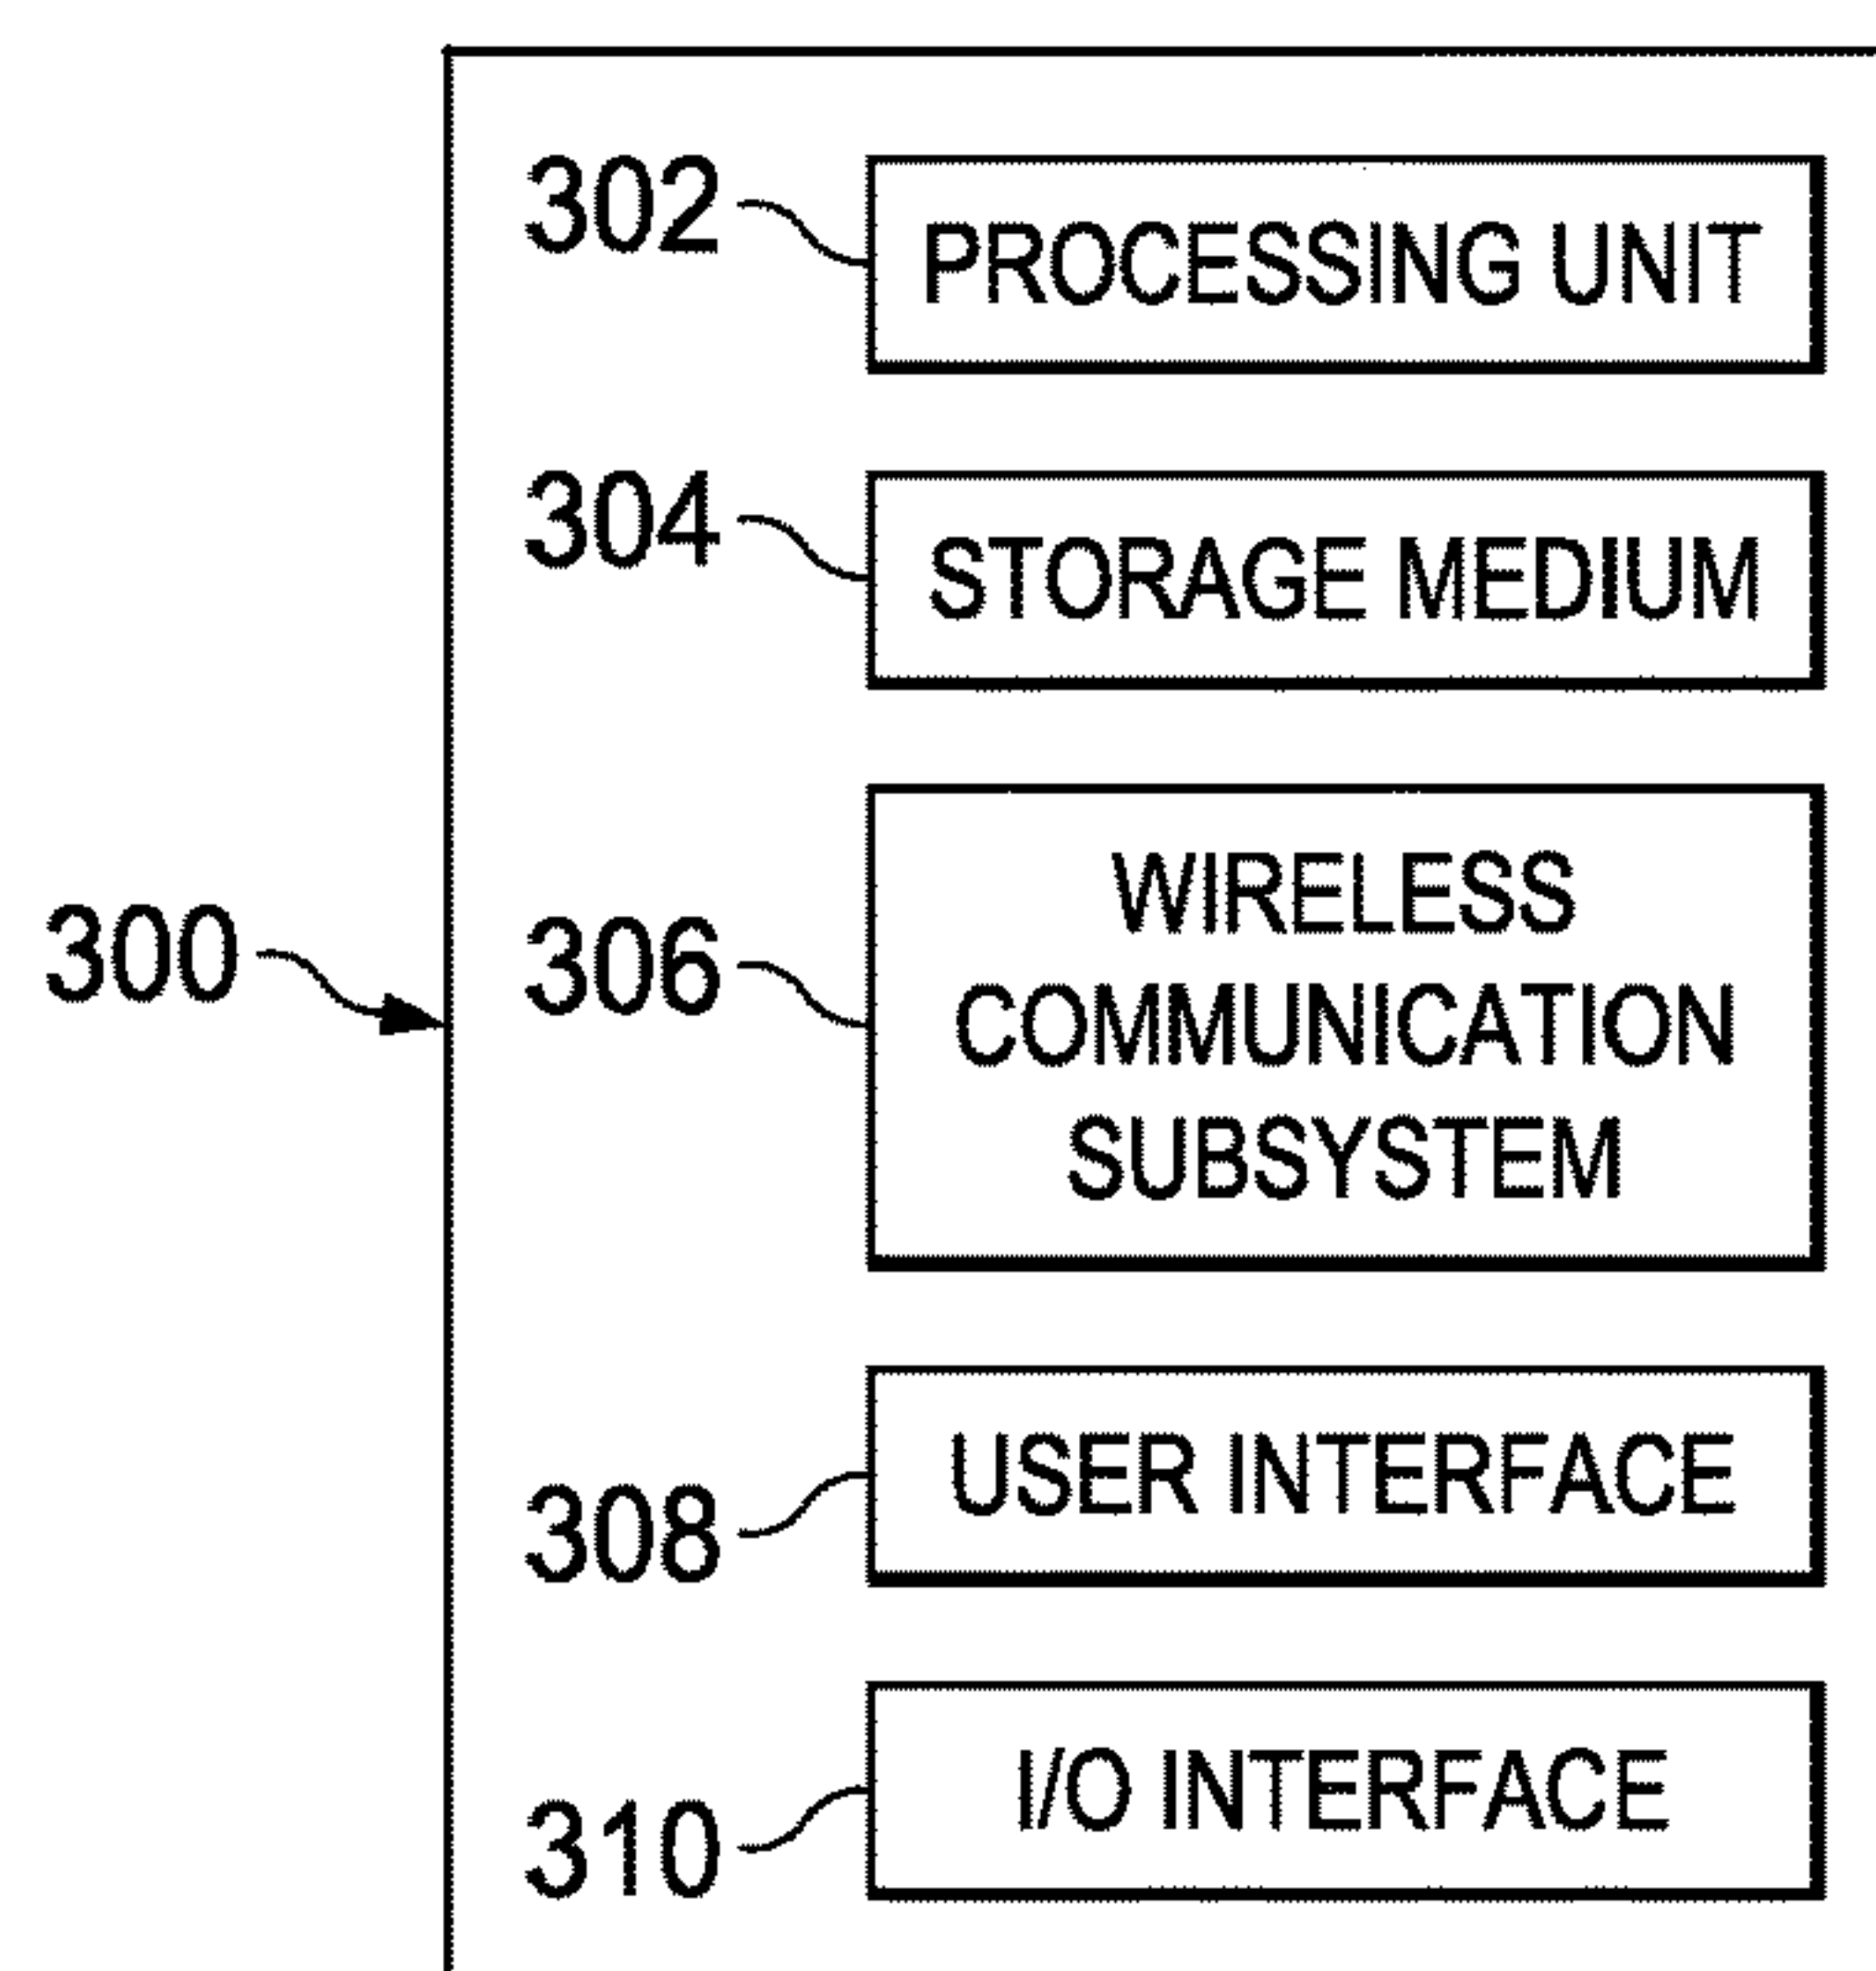 302 PROCESSING UNIT
304 STORAGE MEDIUM
WIRELESS
300 306 COMMUNICATION
SUBSYSTEM
308 USER INTERFACE
310 I/O INTERFACE